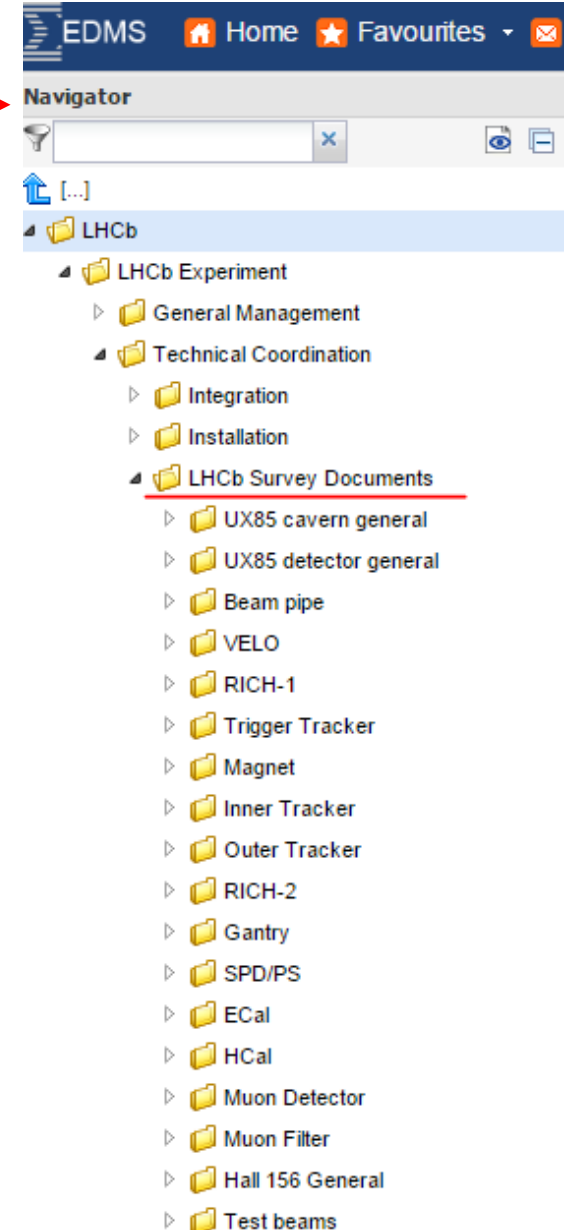 EDMS Home Favourites
Navigator
[...]
LHCb
LHCb Experiment
General Management
Technical Coordination
Integration
Installation
LHCb Survey Documents
UX85 cavern general
UX85 detector general
Beam pipe
VELO
RICH-1
Trigger Tracker
Magnet
Inner Tracker
Outer Tracker
RICH-2
Gantry
SPD/PS
ECal
HCal
Muon Detector
Muon Filter
Hall 156 General
Test beams